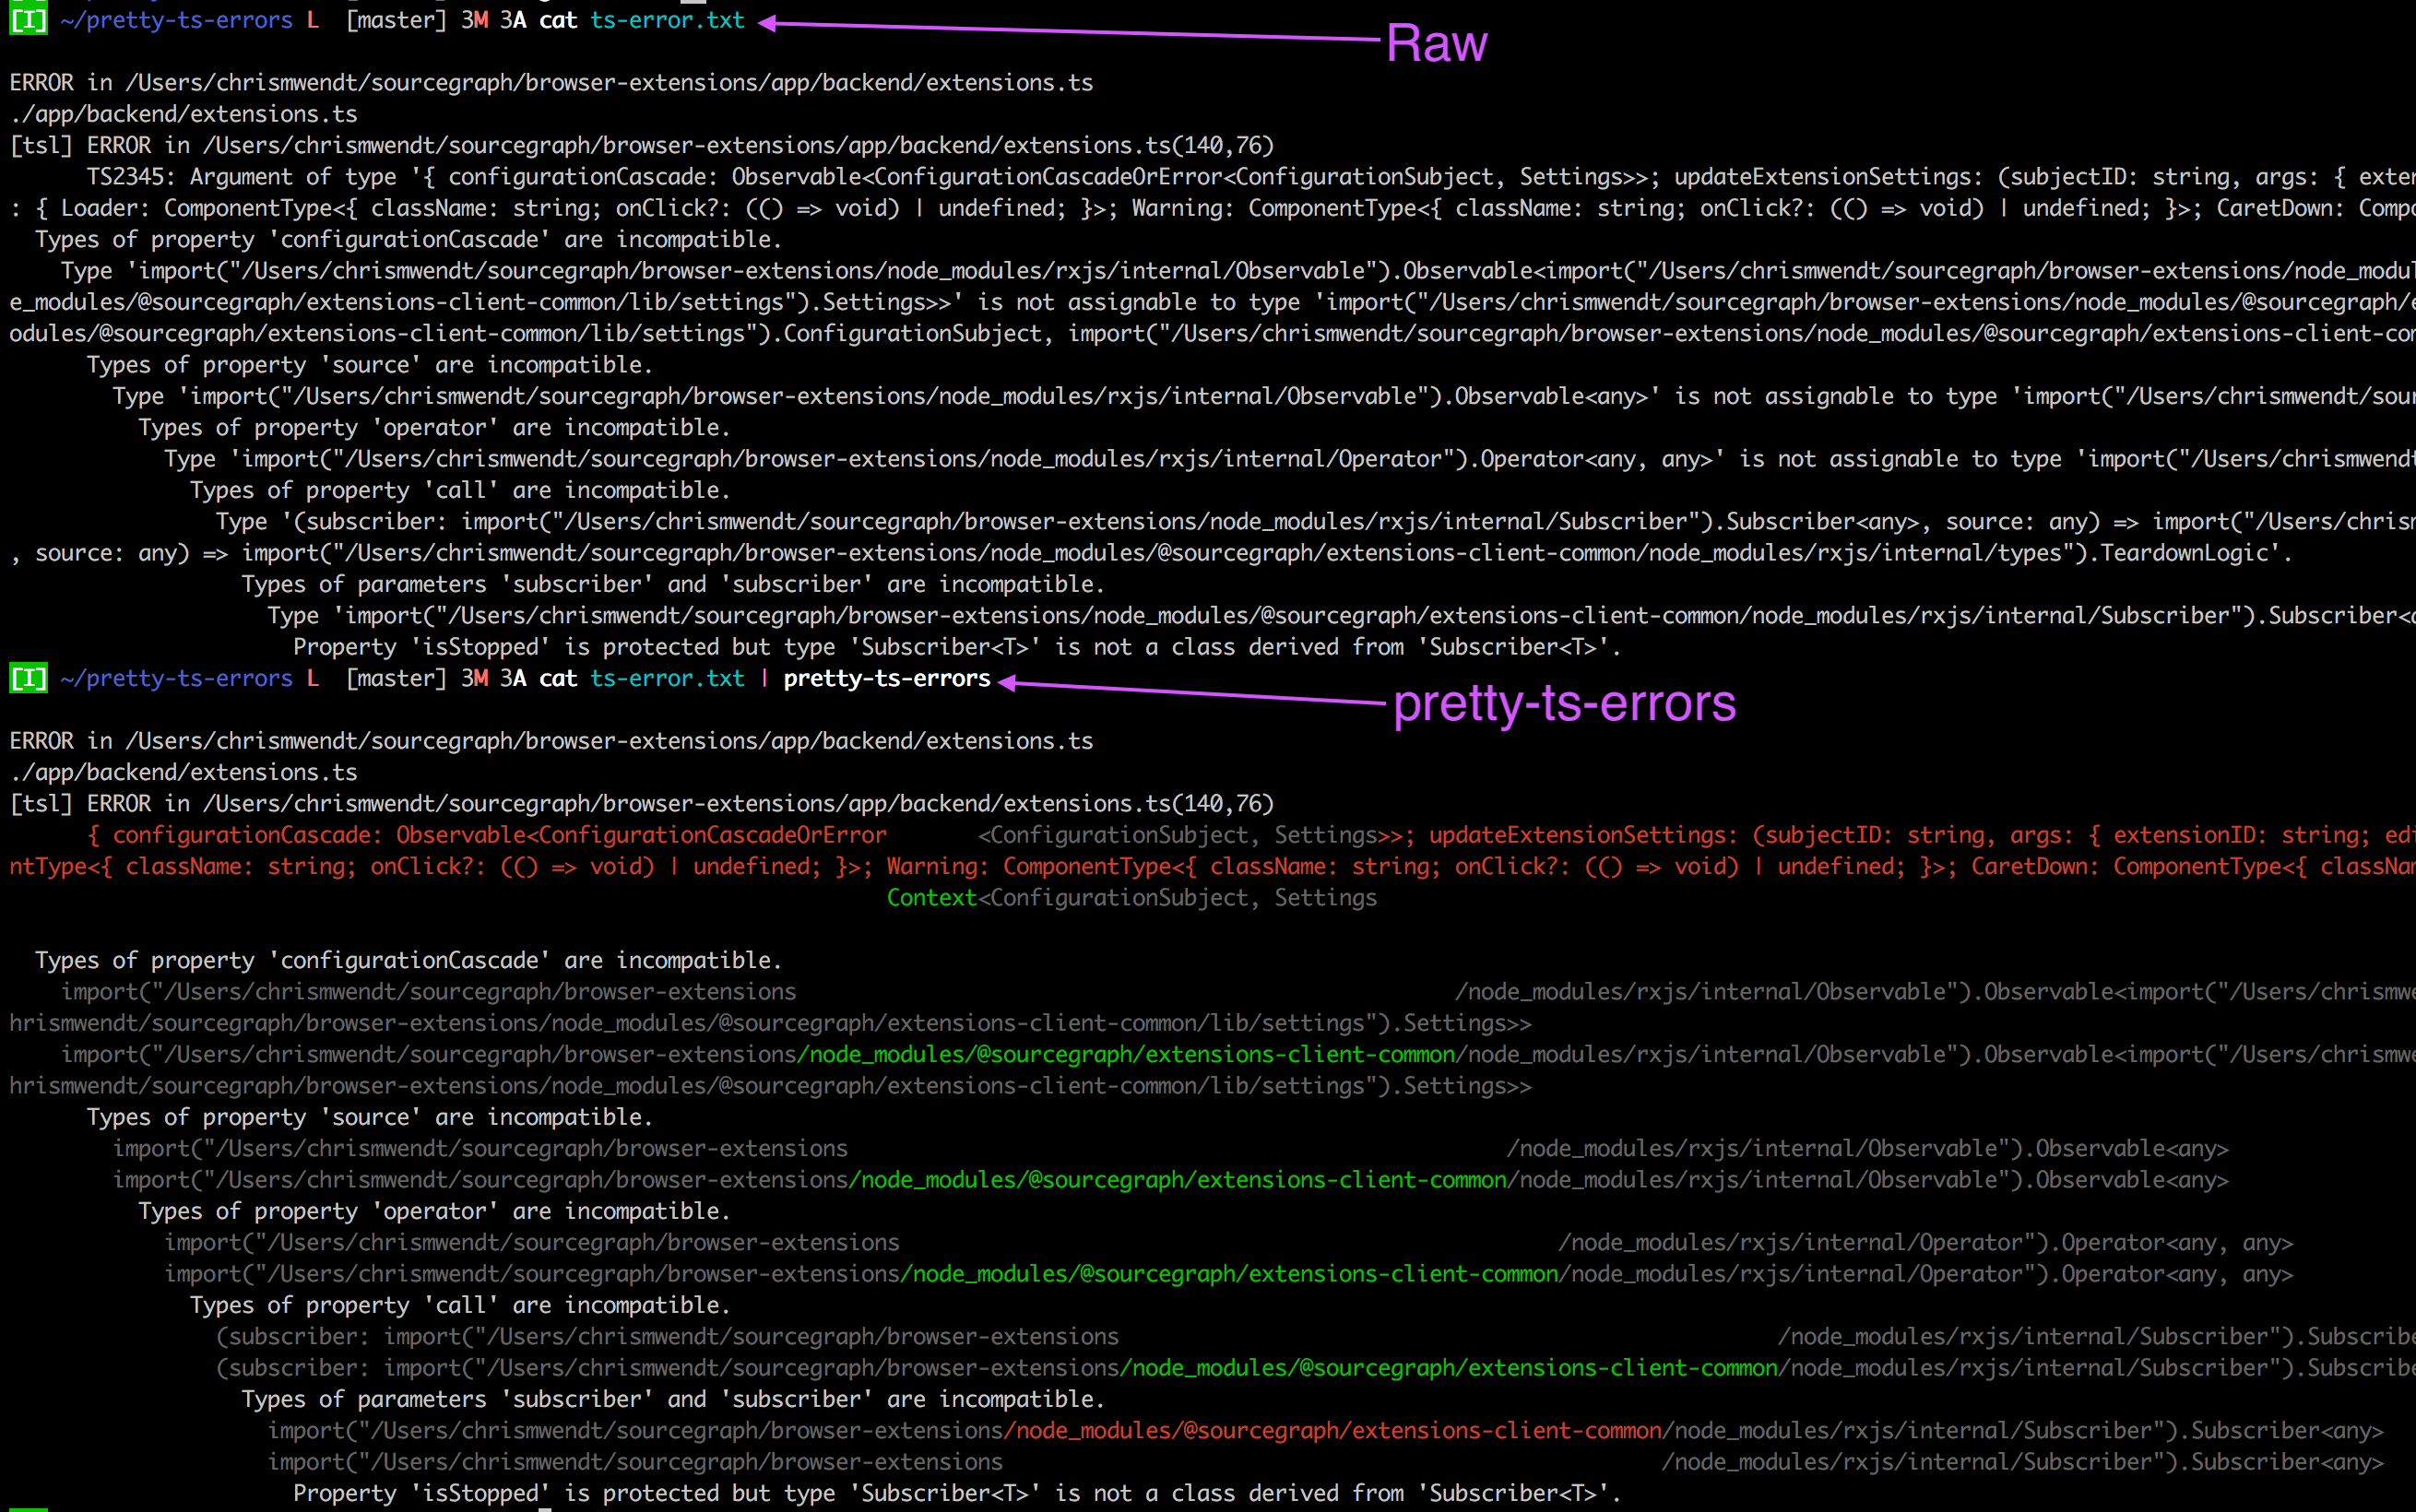 [I] ~/pretty-ts-errors L [master] 3M 3A cat ts-error.txt
Raw
ERROR in /Users/chrismwendt/sourcegraph/browser-extensions/app/backend/extensions.ts
./app/backend/extensions.ts
[tsl] ERROR in /Users/chrismwendt/sourcegraph/browser-extensions/app/backend/extensions.ts(140,76)
TS2345: Argument of type '{ configurationCascade: Observable<ConfigurationCascadeOrError<ConfigurationSubject, Settings>>; updateExtensionSettings: (subjectID: string, args: { exten
: { Loader: ComponentType<{ className: string; onClick?: (() => void) | undefined; }>; Warning: ComponentType<{ className: string; onClick?: (() => void) | undefined; }>; CaretDown: Comp
Types of property 'configurationCascade' are incompatible.
Type 'import("/Users/chrismwendt/sourcegraph/browser-extensions/node_modules/rxjs/internal/Observable").Observable<import("/Users/chrismwendt/sourcegraph/browser-extensions/node_modul
e_modules/@sourcegraph/extensions-client-common/lib/settings").Settings>>' is not assignable to type 'import("/Users/chrismwendt/sourcegraph/browser-extensions/node_modules/@sourcegraph/e
odules/@sourcegraph/extensions-client-common/lib/settings").ConfigurationSubject, import("/Users/chrismwendt/sourcegraph/browser-extensions/node_modules/@sourcegraph/extensions-client-com
Types of property 'source' are incompatible.
Type 'import("/Users/chrismwendt/sourcegraph/browser-extensions/node_modules/rxjs/internal/Observable").Observable<any>' is not assignable to type 'import("/Users/chrismwendt/sour
Types of property 'operator' are incompatible.
Type 'import("/Users/chrismwendt/sourcegraph/browser-extensions/node_modules/rxjs/internal/Operator").Operator<any, any>' is not assignable to type 'import("/Users/chrismwendt
Types of property 'call' are incompatible.
Type '(subscriber: import("/Users/chrismwendt/sourcegraph/browser-extensions/node_modules/rxjs/internal/Subscriber").Subscriber<any>, source: any) => import("/Users/chrism
, source: any) => import("/Users/chrismwendt/sourcegraph/browser-extensions/node_modules/@sourcegraph/extensions-client-common/node_modules/rxjs/internal/types").TeardownLogic'.
Types of parameters 'subscriber' and 'subscriber' are incompatible.
Type 'import("/Users/chrismwendt/sourcegraph/browser-extensions/node_modules/@sourcegraph/extensions-client-common/node_modules/rxjs/internal/Subscriber").Subscriber<a
Property 'isStopped' is protected but type 'Subscriber<T>' is not a class derived from 'Subscriber<T>'.
[I] ~/pretty-ts-errors L [master] 3M 3A cat ts-error.txt | pretty-ts-errors
pretty-ts-errors
ERROR in /Users/chrismwendt/sourcegraph/browser-extensions/app/backend/extensions.ts
./app/backend/extensions.ts
[tsl] ERROR in /Users/chrismwendt/sourcegraph/browser-extensions/app/backend/extensions.ts(140,76)
{ configurationCascade: Observable<ConfigurationCascadeOrError <ConfigurationSubject, Settings>>; updateExtensionSettings: (subjectID: string, args: { extensionID: string; edi
ntType<{ className: string; onClick?: (() => void) | undefined; }>; Warning: ComponentType<{ className: string; onClick?: (() => void) | undefined; }>; CaretDown: ComponentType<{ classNam
Context<ConfigurationSubject, Settings
Types of property 'configurationCascade' are incompatible.
import("/Users/chrismwendt/sourcegraph/browser-extensions /node_modules/rxjs/internal/Observable").Observable<import("/Users/chrismwe
hrismwendt/sourcegraph/browser-extensions/node_modules/@sourcegraph/extensions-client-common/lib/settings").Settings>>
import("/Users/chrismwendt/sourcegraph/browser-extensions/node_modules/@sourcegraph/extensions-client-common/node_modules/rxjs/internal/Observable").Observable<import("/Users/chrismwe
hrismwendt/sourcegraph/browser-extensions/node_modules/@sourcegraph/extensions-client-common/lib/settings").Settings>>
Types of property 'source' are incompatible.
import("/Users/chrismwendt/sourcegraph/browser-extensions /node_modules/rxjs/internal/Observable").Observable<any>
import("/Users/chrismwendt/sourcegraph/browser-extensions/node_modules/@sourcegraph/extensions-client-common/node_modules/rxjs/internal/Observable").Observable<any>
Types of property 'operator' are incompatible.
import("/Users/chrismwendt/sourcegraph/browser-extensions /node_modules/rxjs/internal/Operator").Operator<any, any>
import("/Users/chrismwendt/sourcegraph/browser-extensions/node_modules/@sourcegraph/extensions-client-common/node_modules/rxjs/internal/Operator").Operator<any, any>
Types of property 'call' are incompatible.
(subscriber: import("/Users/chrismwendt/sourcegraph/browser-extensions /node_modules/rxjs/internal/Subscriber").Subscribe
(subscriber: import("/Users/chrismwendt/sourcegraph/browser-extensions/node_modules/@sourcegraph/extensions-client-common/node_modules/rxjs/internal/Subscriber").Subscribe
Types of parameters 'subscriber' and 'subscriber' are incompatible.
import("/Users/chrismwendt/sourcegraph/browser-extensions/node_modules/@sourcegraph/extensions-client-common/node_modules/rxjs/internal/Subscriber").Subscriber<any>
import("/Users/chrismwendt/sourcegraph/browser-extensions /node_modules/rxjs/internal/Subscriber").Subscriber<any>
Property 'isStopped' is protected but type 'Subscriber<T>' is not a class derived from 'Subscriber<T>'.